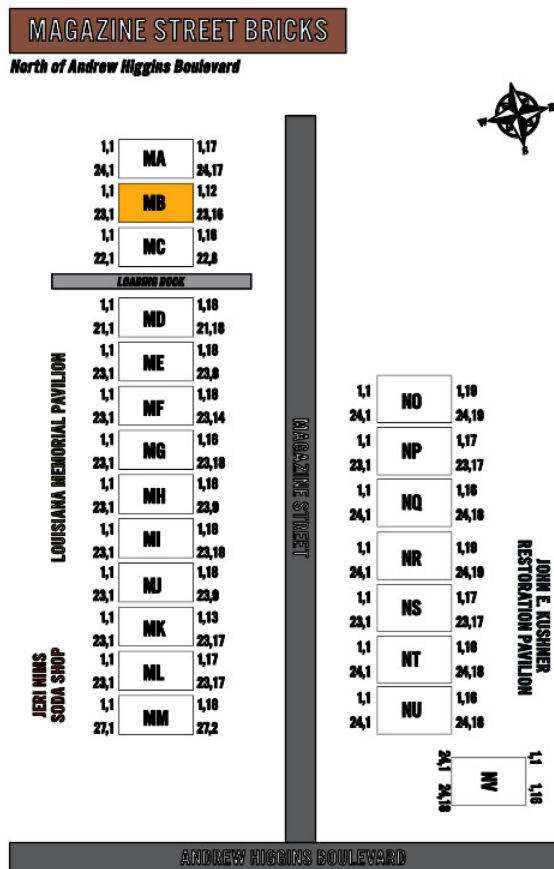 MAGAZINE STREET BRICKS
North of Andrew Higgins Boulevard
W
S
1,1 MA 1,17
24,1 24,17
1,1 MB 1,12
23,1 23,16
1,1 MC 1,16
22,1 22,8
LOADING DOCK
1,1 MD 1,18
21,1 21,18
1,1 ME 1,18
23,1 23,8
1,1 MF 1,18
23,1 23,14
1,1 MG 1,16
23,1 23,18
1,1 MH 1,18
23,1 23,9
1,1 MI 1,18
23,1 23,18
1,1 MJ 1,18
23,1 23,9
1,1 MK 1,13
23,1 23,17
1,1 ML 1,17
23,1 23,17
1,1 MM 1,18
27,1 27,2
LOUISIANA MEMORIAL PAVILION
JERI NIMS
SODA SHOP
MAGAZINE STREET
1,1 NO 1,19
24,1 24,19
1,1 NP 1,17
23,1 23,17
1,1 NQ 1,16
24,1 24,18
1,1 NR 1,19
24,1 24,19
1,1 NS 1,17
23,1 23,17
1,1 NT 1,16
24,1 24,18
1,1 NU 1,16
24,1 24,18
JOHN E. KUSHNER
RESTORATION PAVILION
24,1 NV 1,1
24,18 1,16
ANDREW HIGGINS BOULEVARD